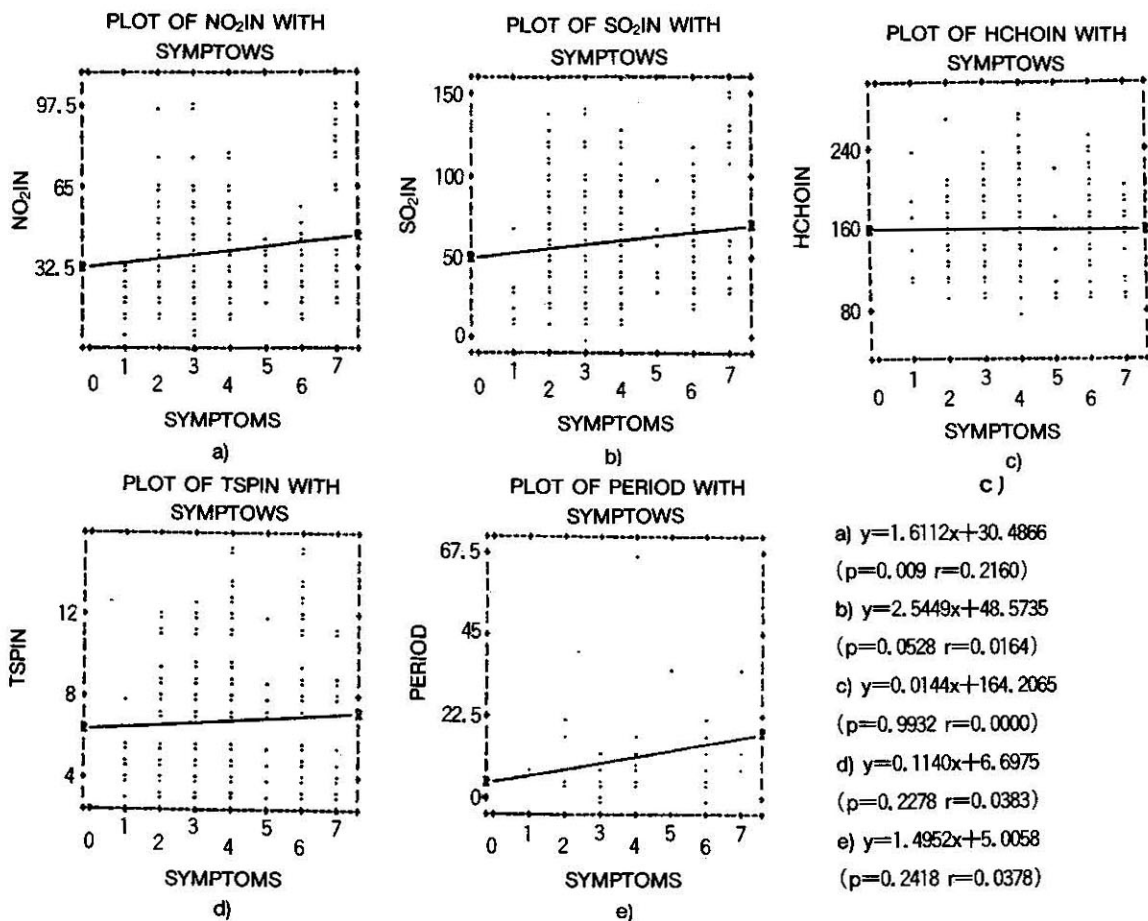 PLOT OF NO₂IN WITH
SYMPTOWS
97.5
65
32.5
NO₂IN
0 1 2 3 4 5 6 7
SYMPTOMS
a)
PLOT OF SO₂IN WITH
SYMPTOWS
150
100
50
0
SO₂IN
0 1 2 3 4 5 6 7
SYMPTOMS
b)
PLOT OF HCHOIN WITH
SYMPTOWS
240
160
80
HCHOIN
0 1 2 3 4 5 6 7
SYMPTOMS
c)
c)
PLOT OF TSPIN WITH
SYMPTOWS
12
8
4
TSPIN
0 1 2 3 4 5 6 7
SYMPTOMS
d)
PLOT OF PERIOD WITH
SYMPTOWS
67.5
45
22.5
0
PERIOD
0 1 2 3 4 5 6 7
SYMPTOMS
e)
a) y=1.6112x+30.4866
(p=0.009 r=0.2160)
b) y=2.5449x+48.5735
(p=0.0528 r=0.0164)
c) y=0.0144x+164.2065
(p=0.9932 r=0.0000)
d) y=0.1140x+6.6975
(p=0.2278 r=0.0383)
e) y=1.4952x+5.0058
(p=0.2418 r=0.0378)